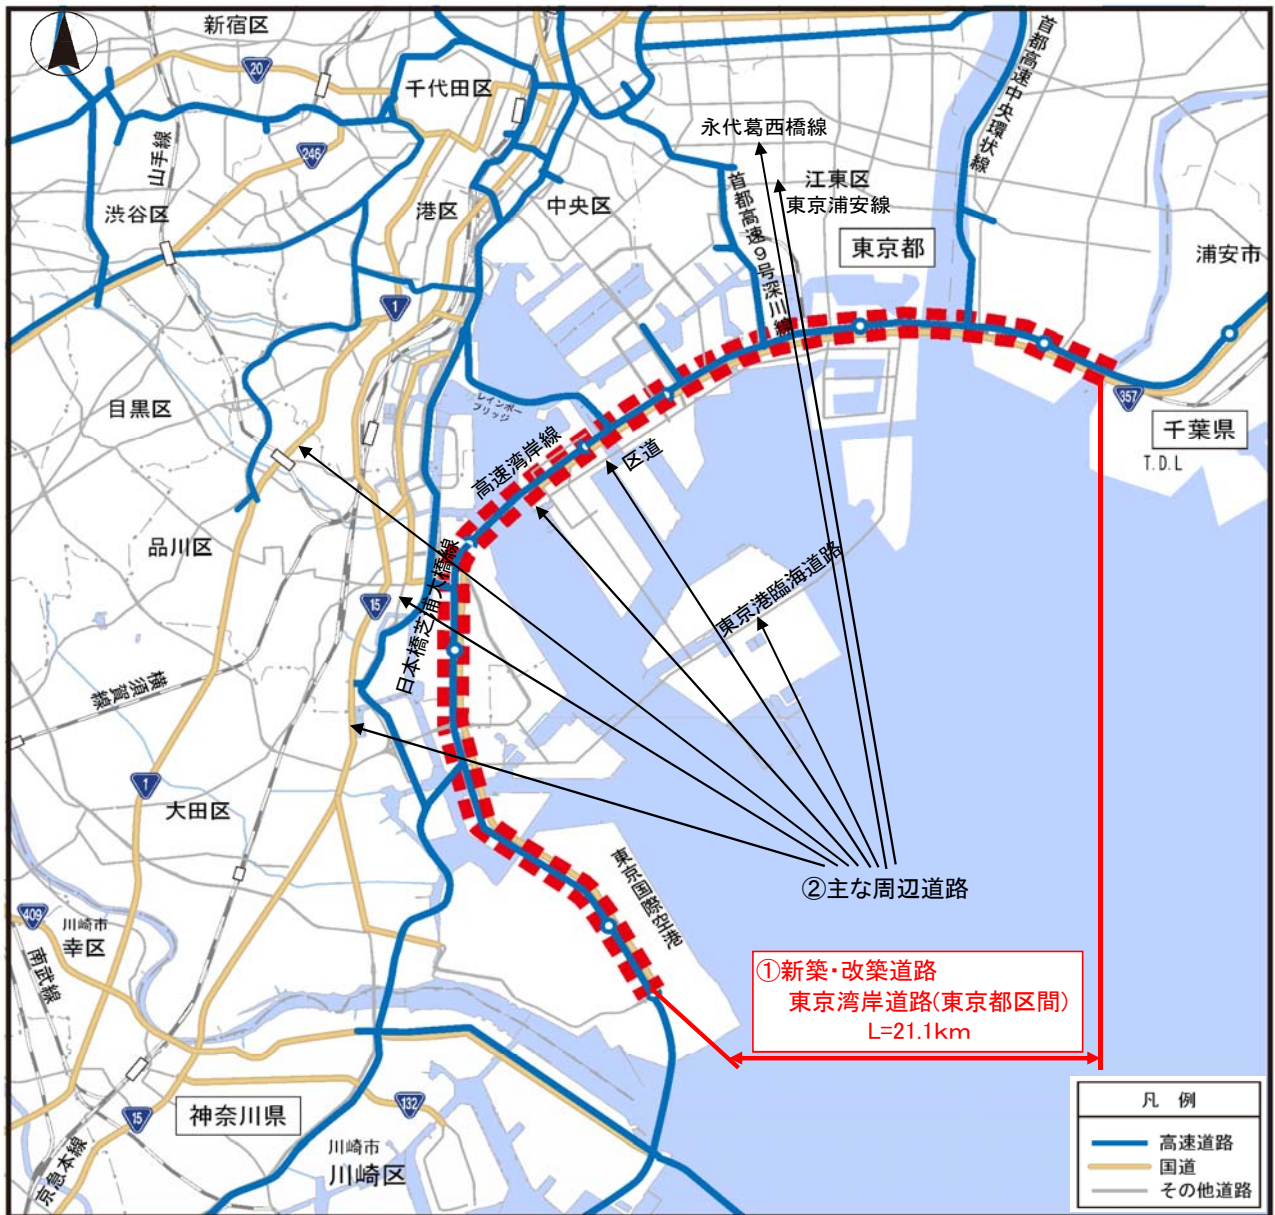 新宿区
20
千代田区
首都高速中央環状線
永代葛西橋線
山手線
246
江東区
首都高速9号深川線
東京浦安線
渋谷区
港区
中央区
東京都
浦安市
1
357
目黒区
レインボー
ブリッジ
千葉県
T.D.L
高速湾岸線
区道
品川区
東京港臨海道路
15
日本橋芝浦大橋線
横須賀線
1
大田区
東京国際空港
②主な周辺道路
409
川崎市
幸区
南武線
①新築・改築道路
東京湾岸道路(東京都区間)
L=21.1km
15
神奈川県
132
川崎市
川崎区
京急本線
凡 例
高速道路
国道
その他道路